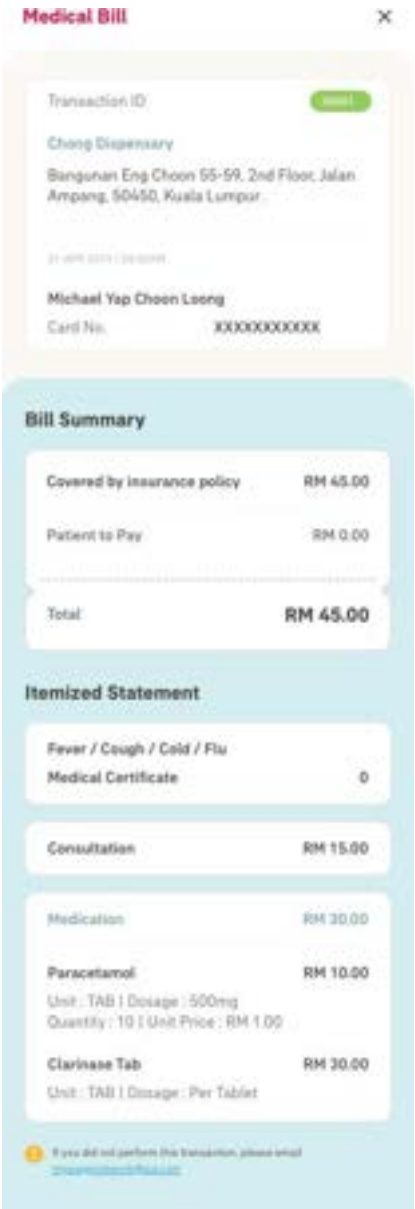 Medical Bill
Transaction ID
Chong Dispensary
Bangunan Eng Choon 55-59, 2nd Floor, Jalan
Ampang, 50450, Kuala Lumpur
Michael Yap Choon Loong
Card No. XXXXXXXXXXX
Bill Summary
Covered by insurance policy RM 45.00
Patient to Pay RM 0.00
Total RM 45.00
Itemized Statement
Fever / Cough / Cold / Flu
Medical Certificate 0
Consultation RM 15.00
Medication RM 30.00
Paracetamol RM 10.00
Unit : TAB | Dosage : 500mg
Quantity : 10 | Unit Price : RM 1.00
Clarinase Tab RM 30.00
Unit : TAB | Dosage : Per Tablet
If you did not perform this transaction, please email